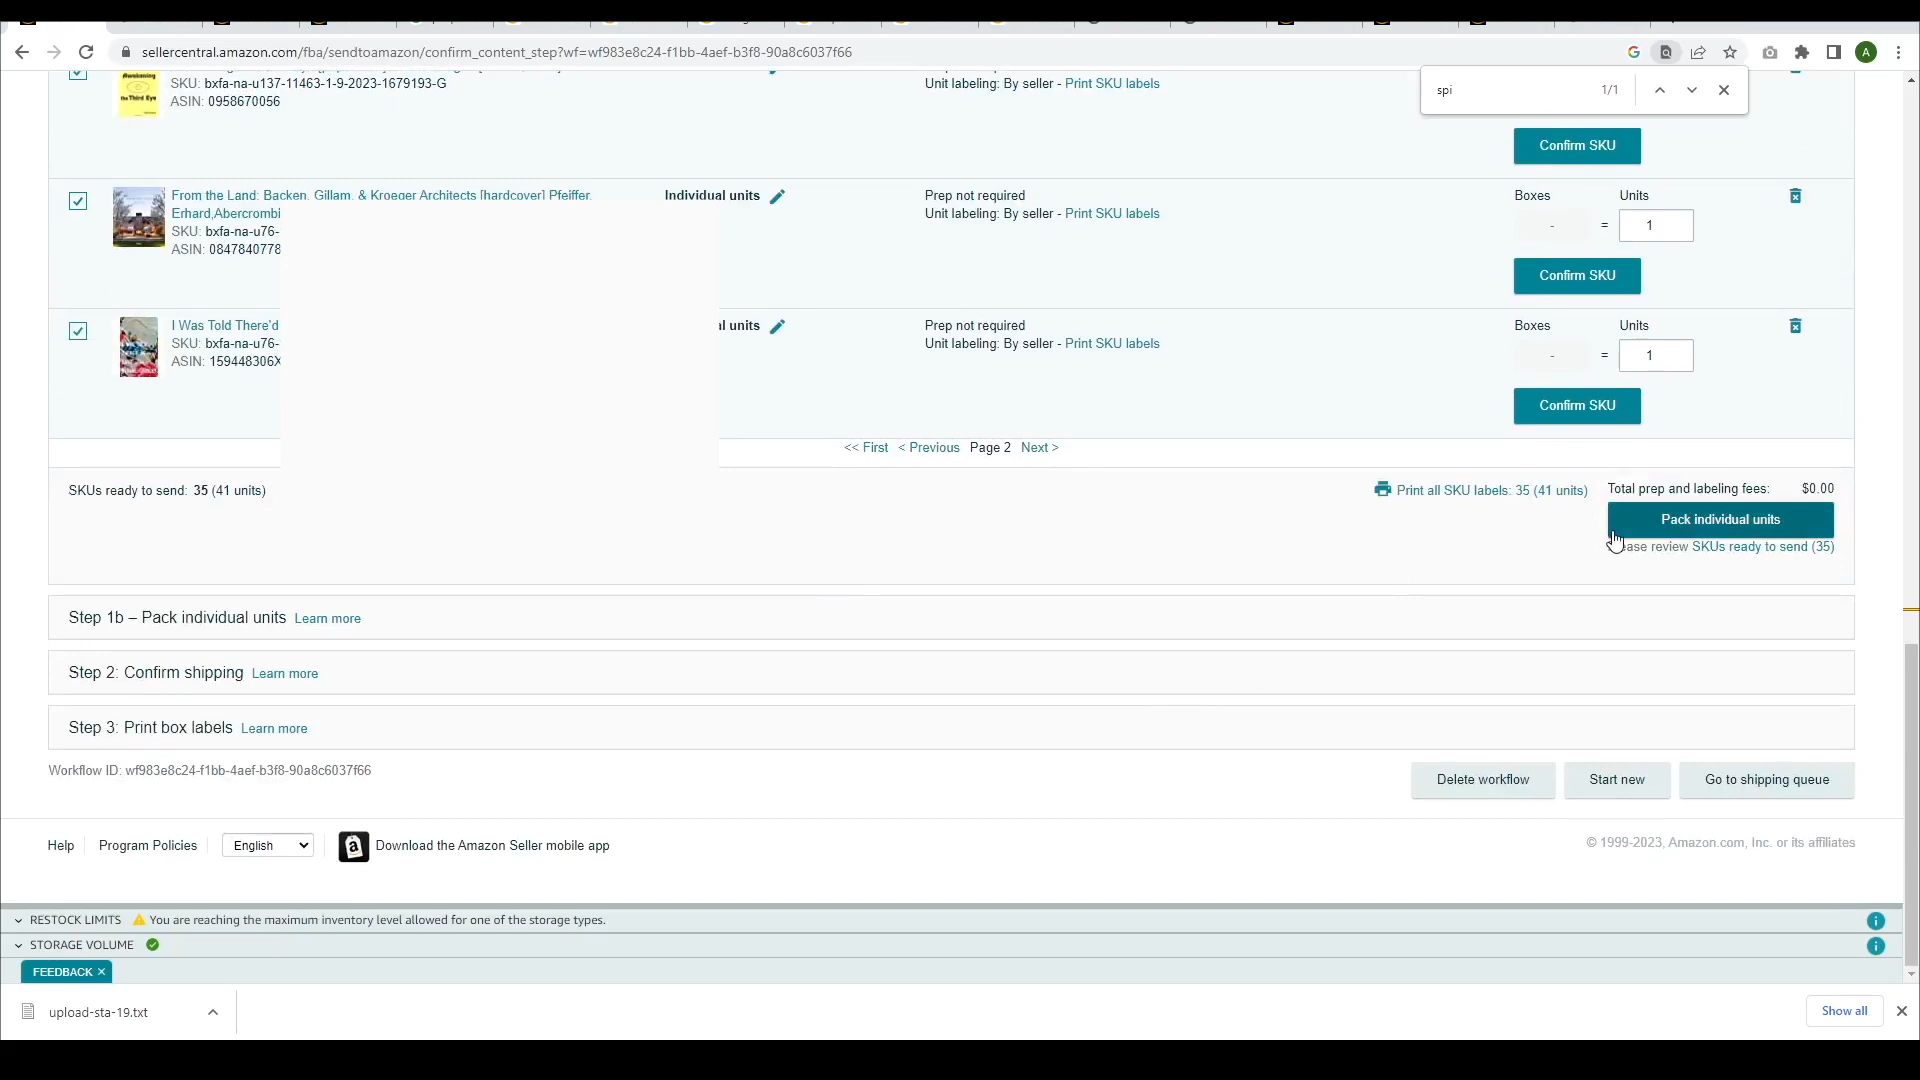 sellercentral.amazon.com/fba/sendtoamazon/confirm_content_step?wf=wf983e8c24-f1bb-4aef-b3f8-90a8c6037f66
A
spi
1/1
Awakening
the Third Eye
SKU: bxfa-na-u137-11463-1-9-2023-1679193-G
ASIN: 0958670056
Unit labeling: By seller - Print SKU labels
Confirm SKU
From the Land: Backen, Gillam, & Kroeger Architects [hardcover] Pfeiffer,
Erhard,Abercrombi
SKU: bxfa-na-u76-
ASIN: 0847840778
Individual units
Prep not required
Unit labeling: By seller - Print SKU labels
Boxes Units
- = 1
Confirm SKU
I Was Told There'd
SKU: bxfa-na-u76-
ASIN: 159448306X
al units
Prep not required
Unit labeling: By seller - Print SKU labels
Boxes Units
- = 1
Confirm SKU
<< First < Previous Page 2 Next >
SKUs ready to send: 35 (41 units)
Print all SKU labels: 35 (41 units)
Total prep and labeling fees: $0.00
Pack individual units
ease review SKUs ready to send (35)
Step 1b – Pack individual units Learn more
Step 2: Confirm shipping Learn more
Step 3: Print box labels Learn more
Workflow ID: wf983e8c24-f1bb-4aef-b3f8-90a8c6037f66
Delete workflow Start new Go to shipping queue
Help Program Policies English Download the Amazon Seller mobile app
© 1999-2023, Amazon.com, Inc. or its affiliates
RESTOCK LIMITS You are reaching the maximum inventory level allowed for one of the storage types.
STORAGE VOLUME
FEEDBACK ×
upload-sta-19.txt
Show all